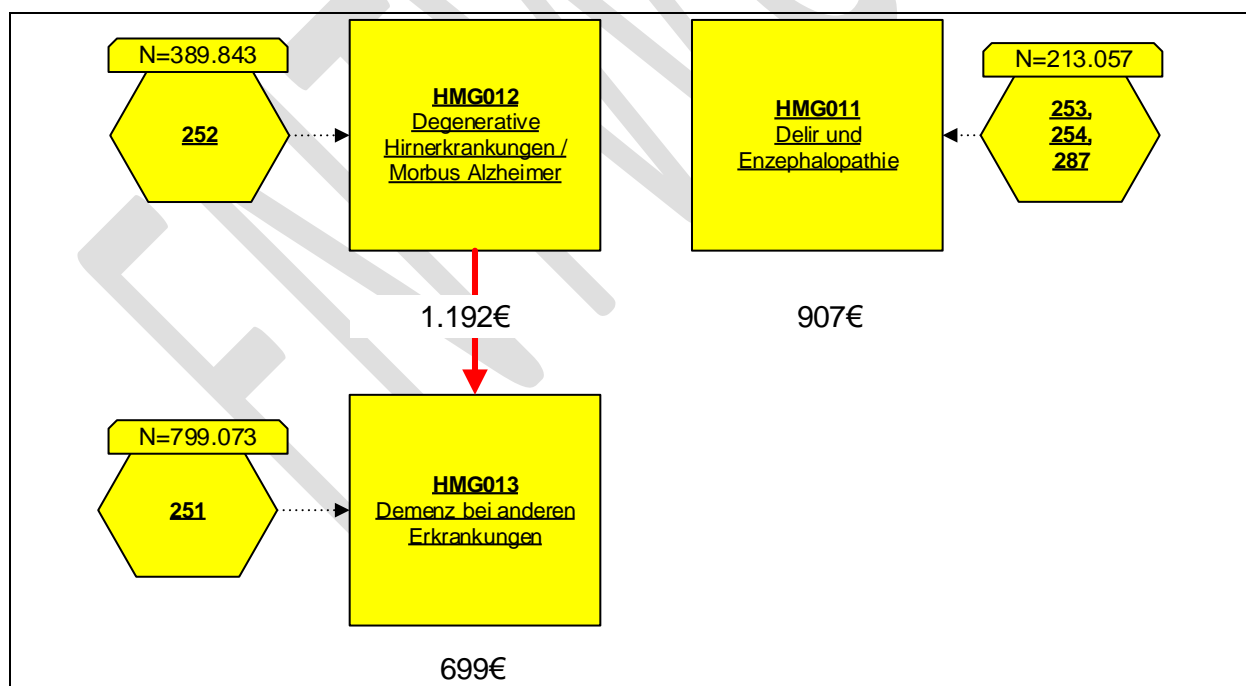 N=389.843
252
HMG012
Degenerative
Hirnerkrankungen /
Morbus Alzheimer
HMG011
Delir und
Enzephalopathie
N=213.057
253,
254,
287
1.192€
907€
N=799.073
251
HMG013
Demenz bei anderen
Erkrankungen
699€